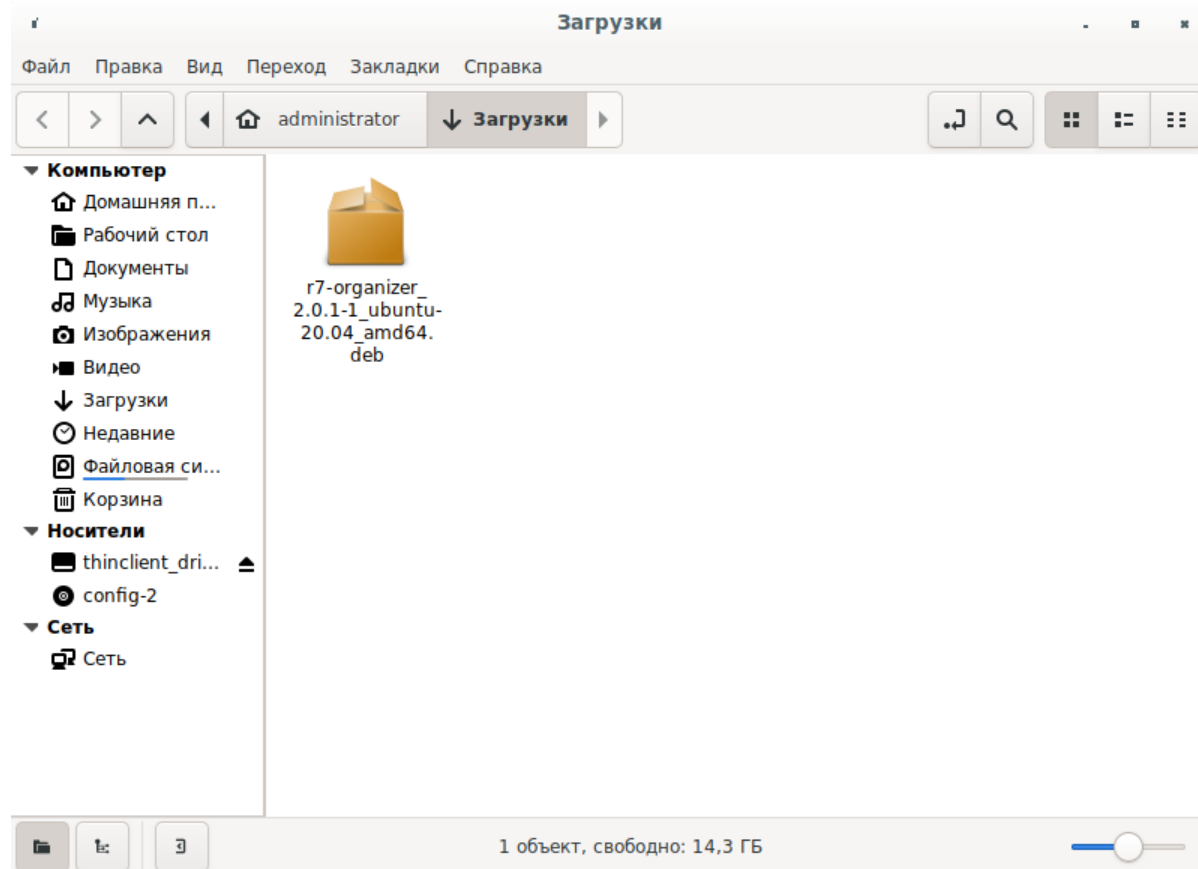 Загрузки
Файл Правка Вид Переход Закладки Справка
administrator Загрузки
Компьютер
Домашняя п...
Рабочий стол
Документы
Музыка
Изображения
Видео
Загрузки
Недавние
Файловая си...
Корзина
Носители
thinclient_dri...
config-2
Сеть
Сеть
r7-organizer_
2.0.1-1_ubuntu-
20.04_amd64.
deb
1 объект, свободно: 14,3 ГБ